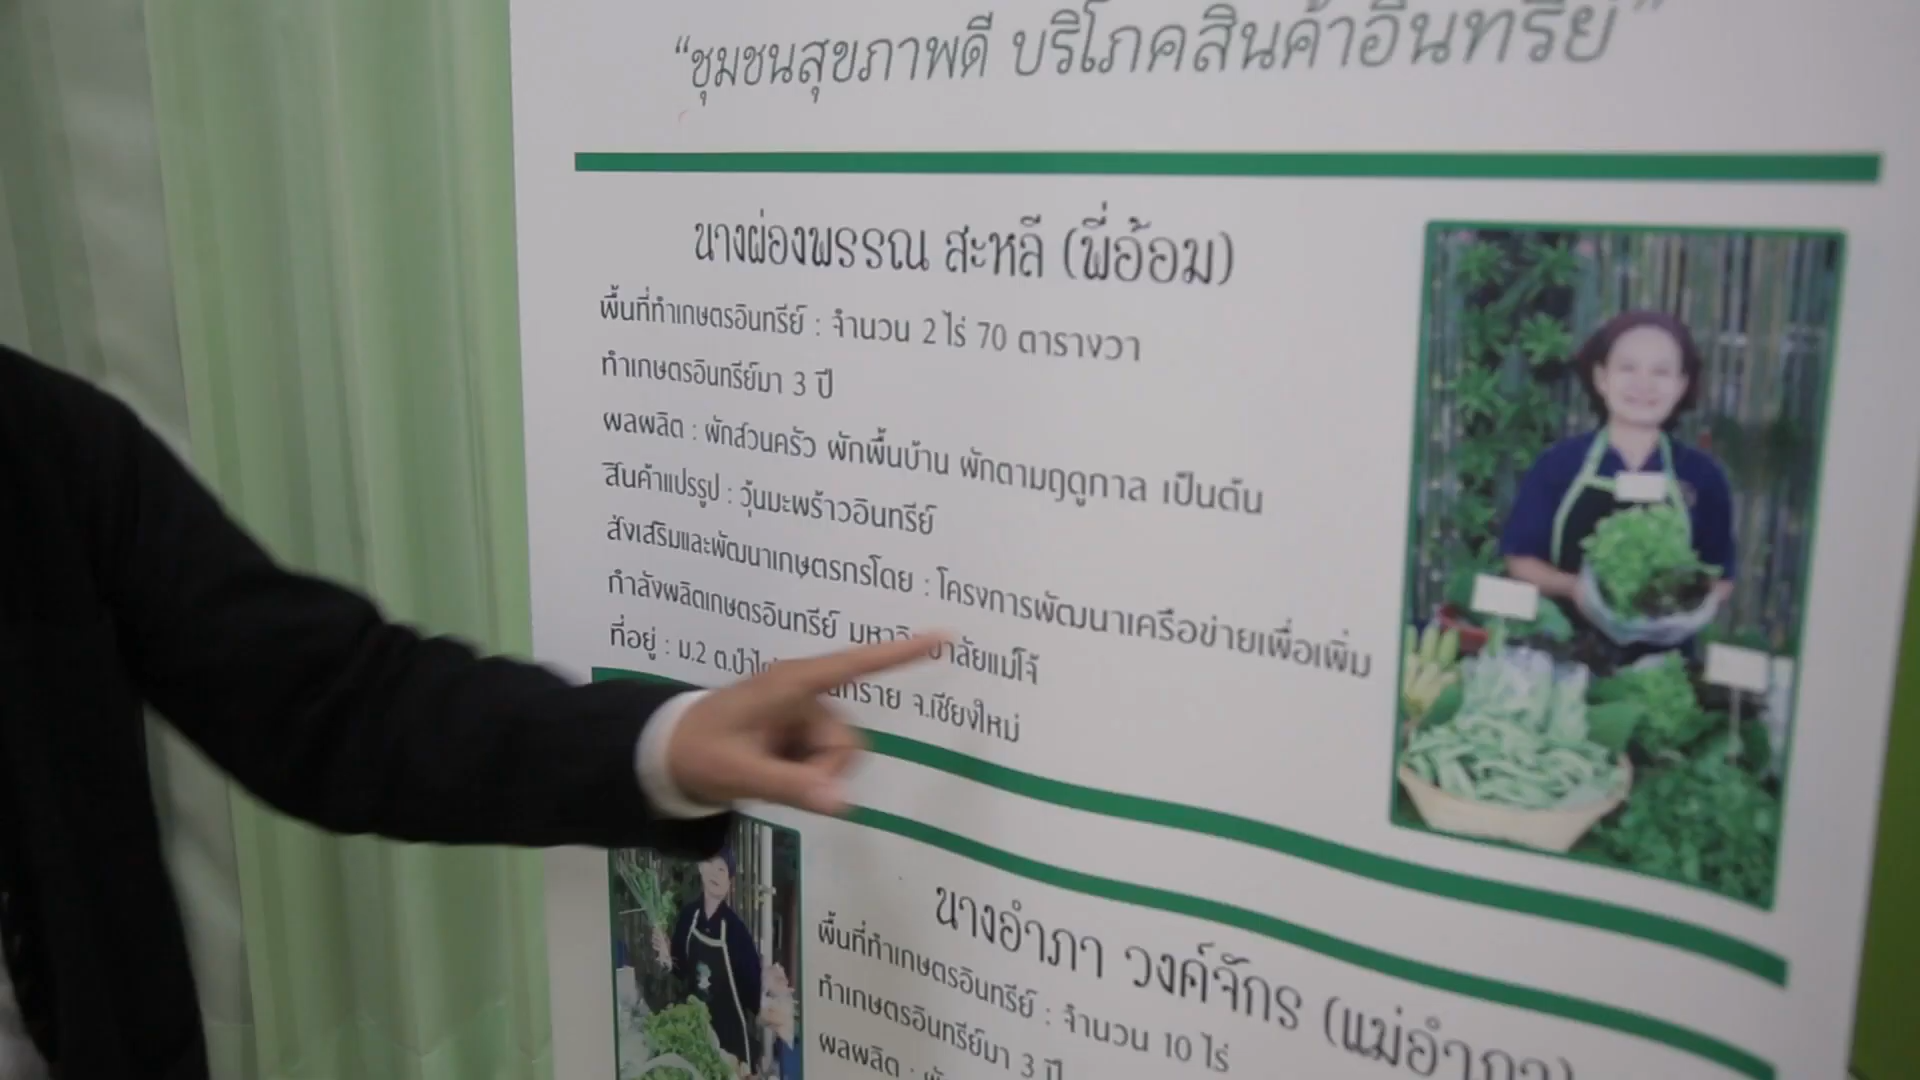 “ชุมชนสุขภาพดี บริโภคสินค้าอินทรีย์”
นางผ่องพรรณ สะหลี (พี่อ้อม)
พื้นที่ทำเกษตรอินทรีย์ : จำนวน 2 ไร่ 70 ตารางวา
ทำเกษตรอินทรีย์มา 3 ปี
ผลผลิต : ผักสวนครัว ผักพื้นบ้าน ผักตามฤดูกาล เป็นต้น
สินค้าแปรรูป : วุ้นมะพร้าวอินทรีย์
ส่งเสริมและพัฒนาเกษตรกรโดย : โครงการพัฒนาเครือข่ายเพื่อเพิ่ม
กำลังผลิตเกษตรอินทรีย์ มหาวิทยาลัยแม่โจ้
ที่อยู่ : ม.2 ต.ป่าไผ่ จ.เชียงใหม่
นางอำภา วงค์จักร (แม่อำภา)
พื้นที่ทำเกษตรอินทรีย์ : จำนวน 10 ไร่
ทำเกษตรอินทรีย์มา 3 ปี
ผลผลิต :